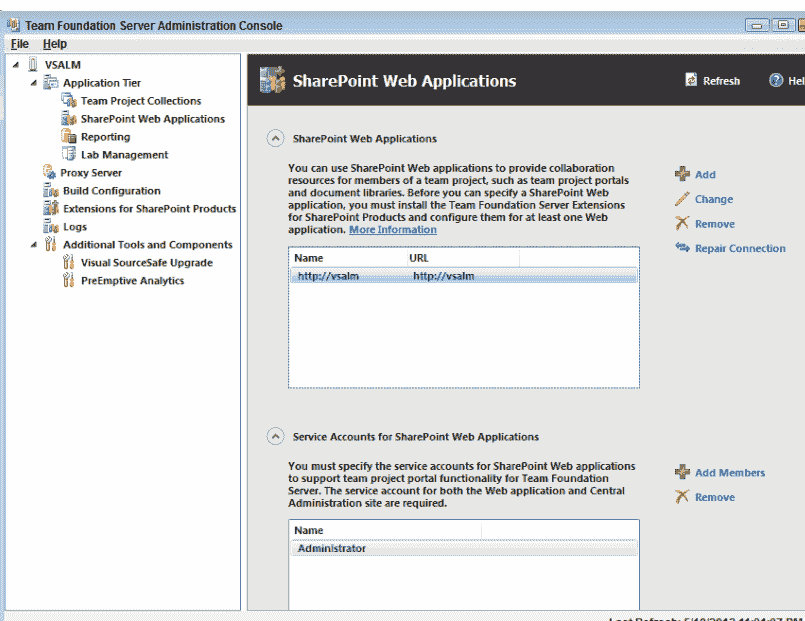 Team Foundation Server Administration Console
File Help
VSALM
Application Tier
Team Project Collections
SharePoint Web Applications
Reporting
Lab Management
Proxy Server
Build Configuration
Extensions for SharePoint Products
Logs
Additional Tools and Components
Visual SourceSafe Upgrade
PreEmptive Analytics
SharePoint Web Applications
Refresh
Hel
SharePoint Web Applications
You can use SharePoint Web applications to provide collaboration
resources for members of a team project, such as team project portals
and document libraries. Before you can specify a SharePoint Web
application, you must install the Team Foundation Server Extensions
for SharePoint Products and configure them for at least one Web
application. More Information
Add
Change
Remove
Repair Connection
Name URL
http://vsalm http://vsalm
Service Accounts for SharePoint Web Applications
You must specify the service accounts for SharePoint Web applications
to support team project portal functionality for Team Foundation
Server. The service account for both the Web application and Central
Administration site are required.
Add Members
Remove
Name
Administrator